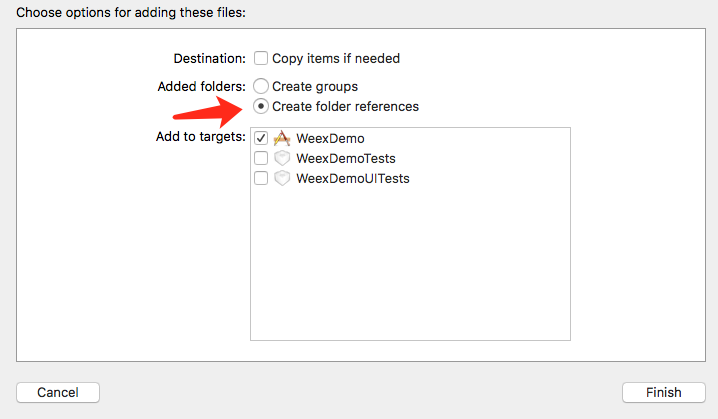 Choose options for adding these files:
Destination: Copy items if needed
Added folders: Create groups
Create folder references
Add to targets: WeexDemo
WeexDemoTests
WeexDemoUITests
Cancel Finish